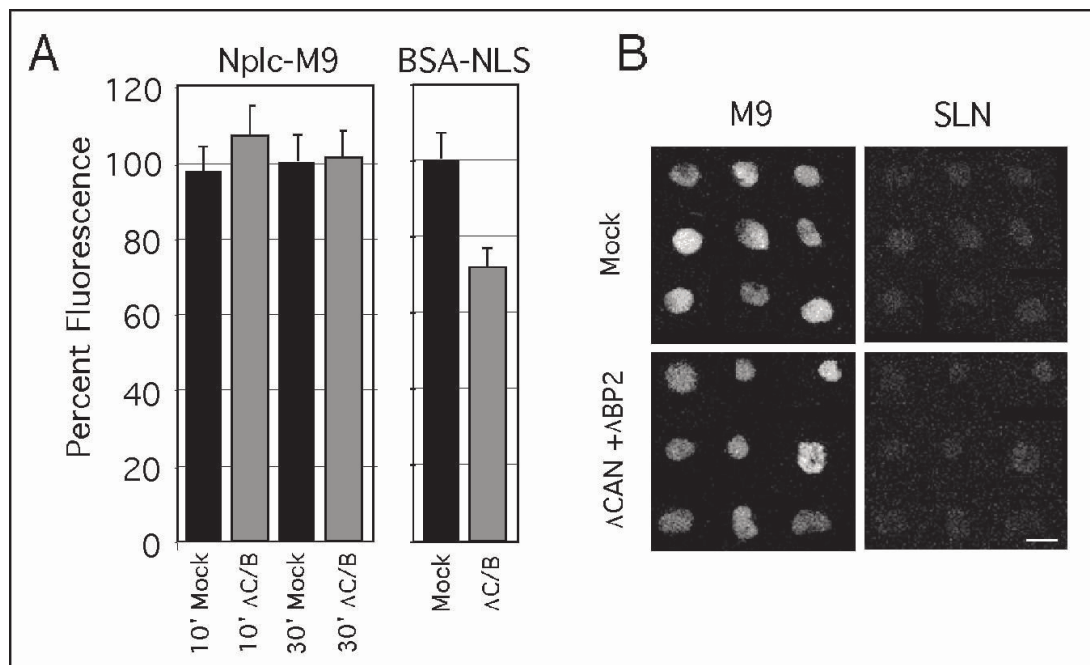 A
Nplc-M9
BSA-NLS
Percent Fluorescence
120
100
80
60
40
20
0
10' Mock
10' ΛC/B
30' Mock
30' ΛC/B
Mock
ΛC/B
B
M9
SLN
Mock
ΛCAN +ΛBP2